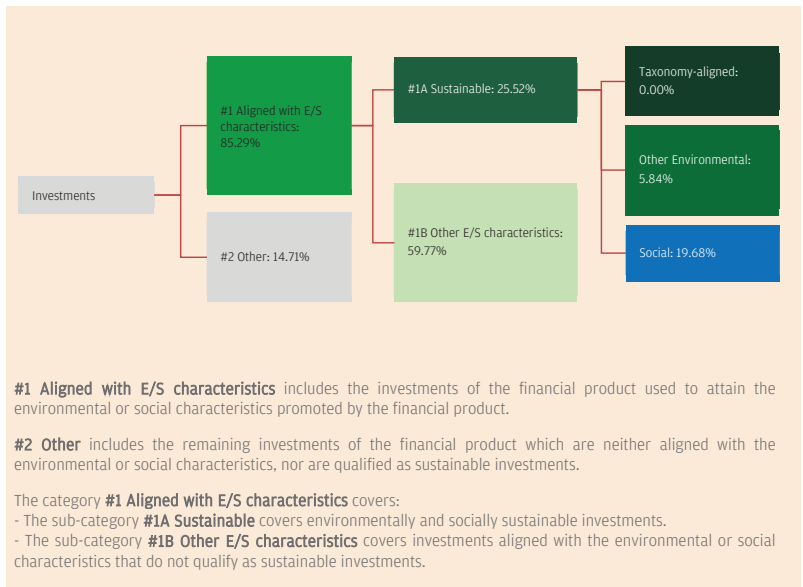 Investments
#1 Aligned with E/S
characteristics:
85.29%
#2 Other: 14.71%
#1A Sustainable: 25.52%
#1B Other E/S characteristics:
59.77%
Taxonomy-aligned:
0.00%
Other Environmental:
5.84%
Social: 19.68%
#1 Aligned with E/S characteristics includes the investments of the financial product used to attain the
environmental or social characteristics promoted by the financial product.
#2 Other includes the remaining investments of the financial product which are neither aligned with the
environmental or social characteristics, nor are qualified as sustainable investments.
The category #1 Aligned with E/S characteristics covers:
- The sub-category #1A Sustainable covers environmentally and socially sustainable investments.
- The sub-category #1B Other E/S characteristics covers investments aligned with the environmental or social
characteristics that do not qualify as sustainable investments.